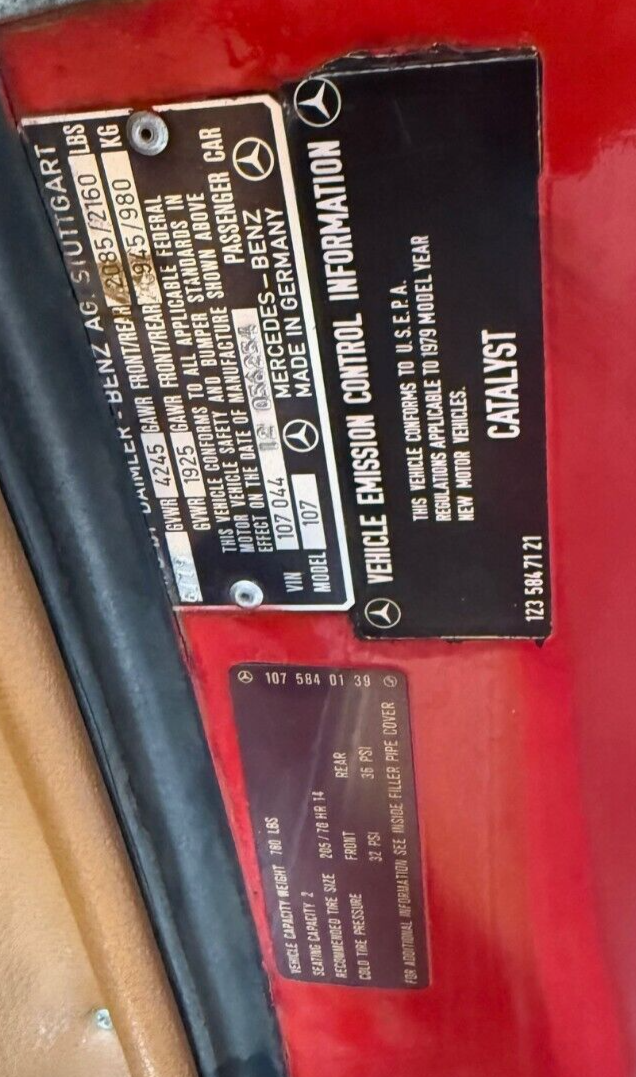 DAIMLER-BENZ AG. STUTTGART
GVWR 4245 GAWR FRONT/REAR 2085/2160 LBS
GVWR 1925 GAWR FRONT/REAR 945/980 KG
THIS VEHICLE CONFORMS TO ALL APPLICABLE FEDERAL
MOTOR VEHICLE SAFETY AND BUMPER STANDARDS IN
EFFECT ON THE DATE OF MANUFACTURE SHOWN ABOVE
VIN 107 044 12 PASSENGER CAR
MODEL 107 MERCEDES-BENZ
MADE IN GERMANY
VEHICLE EMISSION CONTROL INFORMATION
THIS VEHICLE CONFORMS TO U.S.E.P.A.
REGULATIONS APPLICABLE TO 1979 MODEL YEAR
NEW MOTOR VEHICLES.
CATALYST
123 584 71 21
107 584 01 39
VEHICLE CAPACITY WEIGHT 780 LBS
SEATING CAPACITY 2
RECOMMENDED TIRE SIZE 205/70 HR 14
COLD TIRE PRESSURE FRONT REAR
32 PSI 36 PSI
FOR ADDITIONAL INFORMATION SEE INSIDE FILLER PIPE COVER